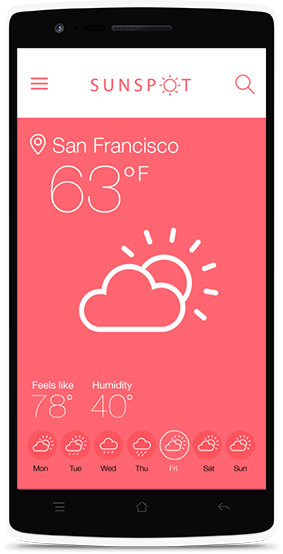 SUNSPOT
San Francisco
63°F
Feels like Humidity
78° 40°
Mon Tue Wed Thu Fri Sat Sun